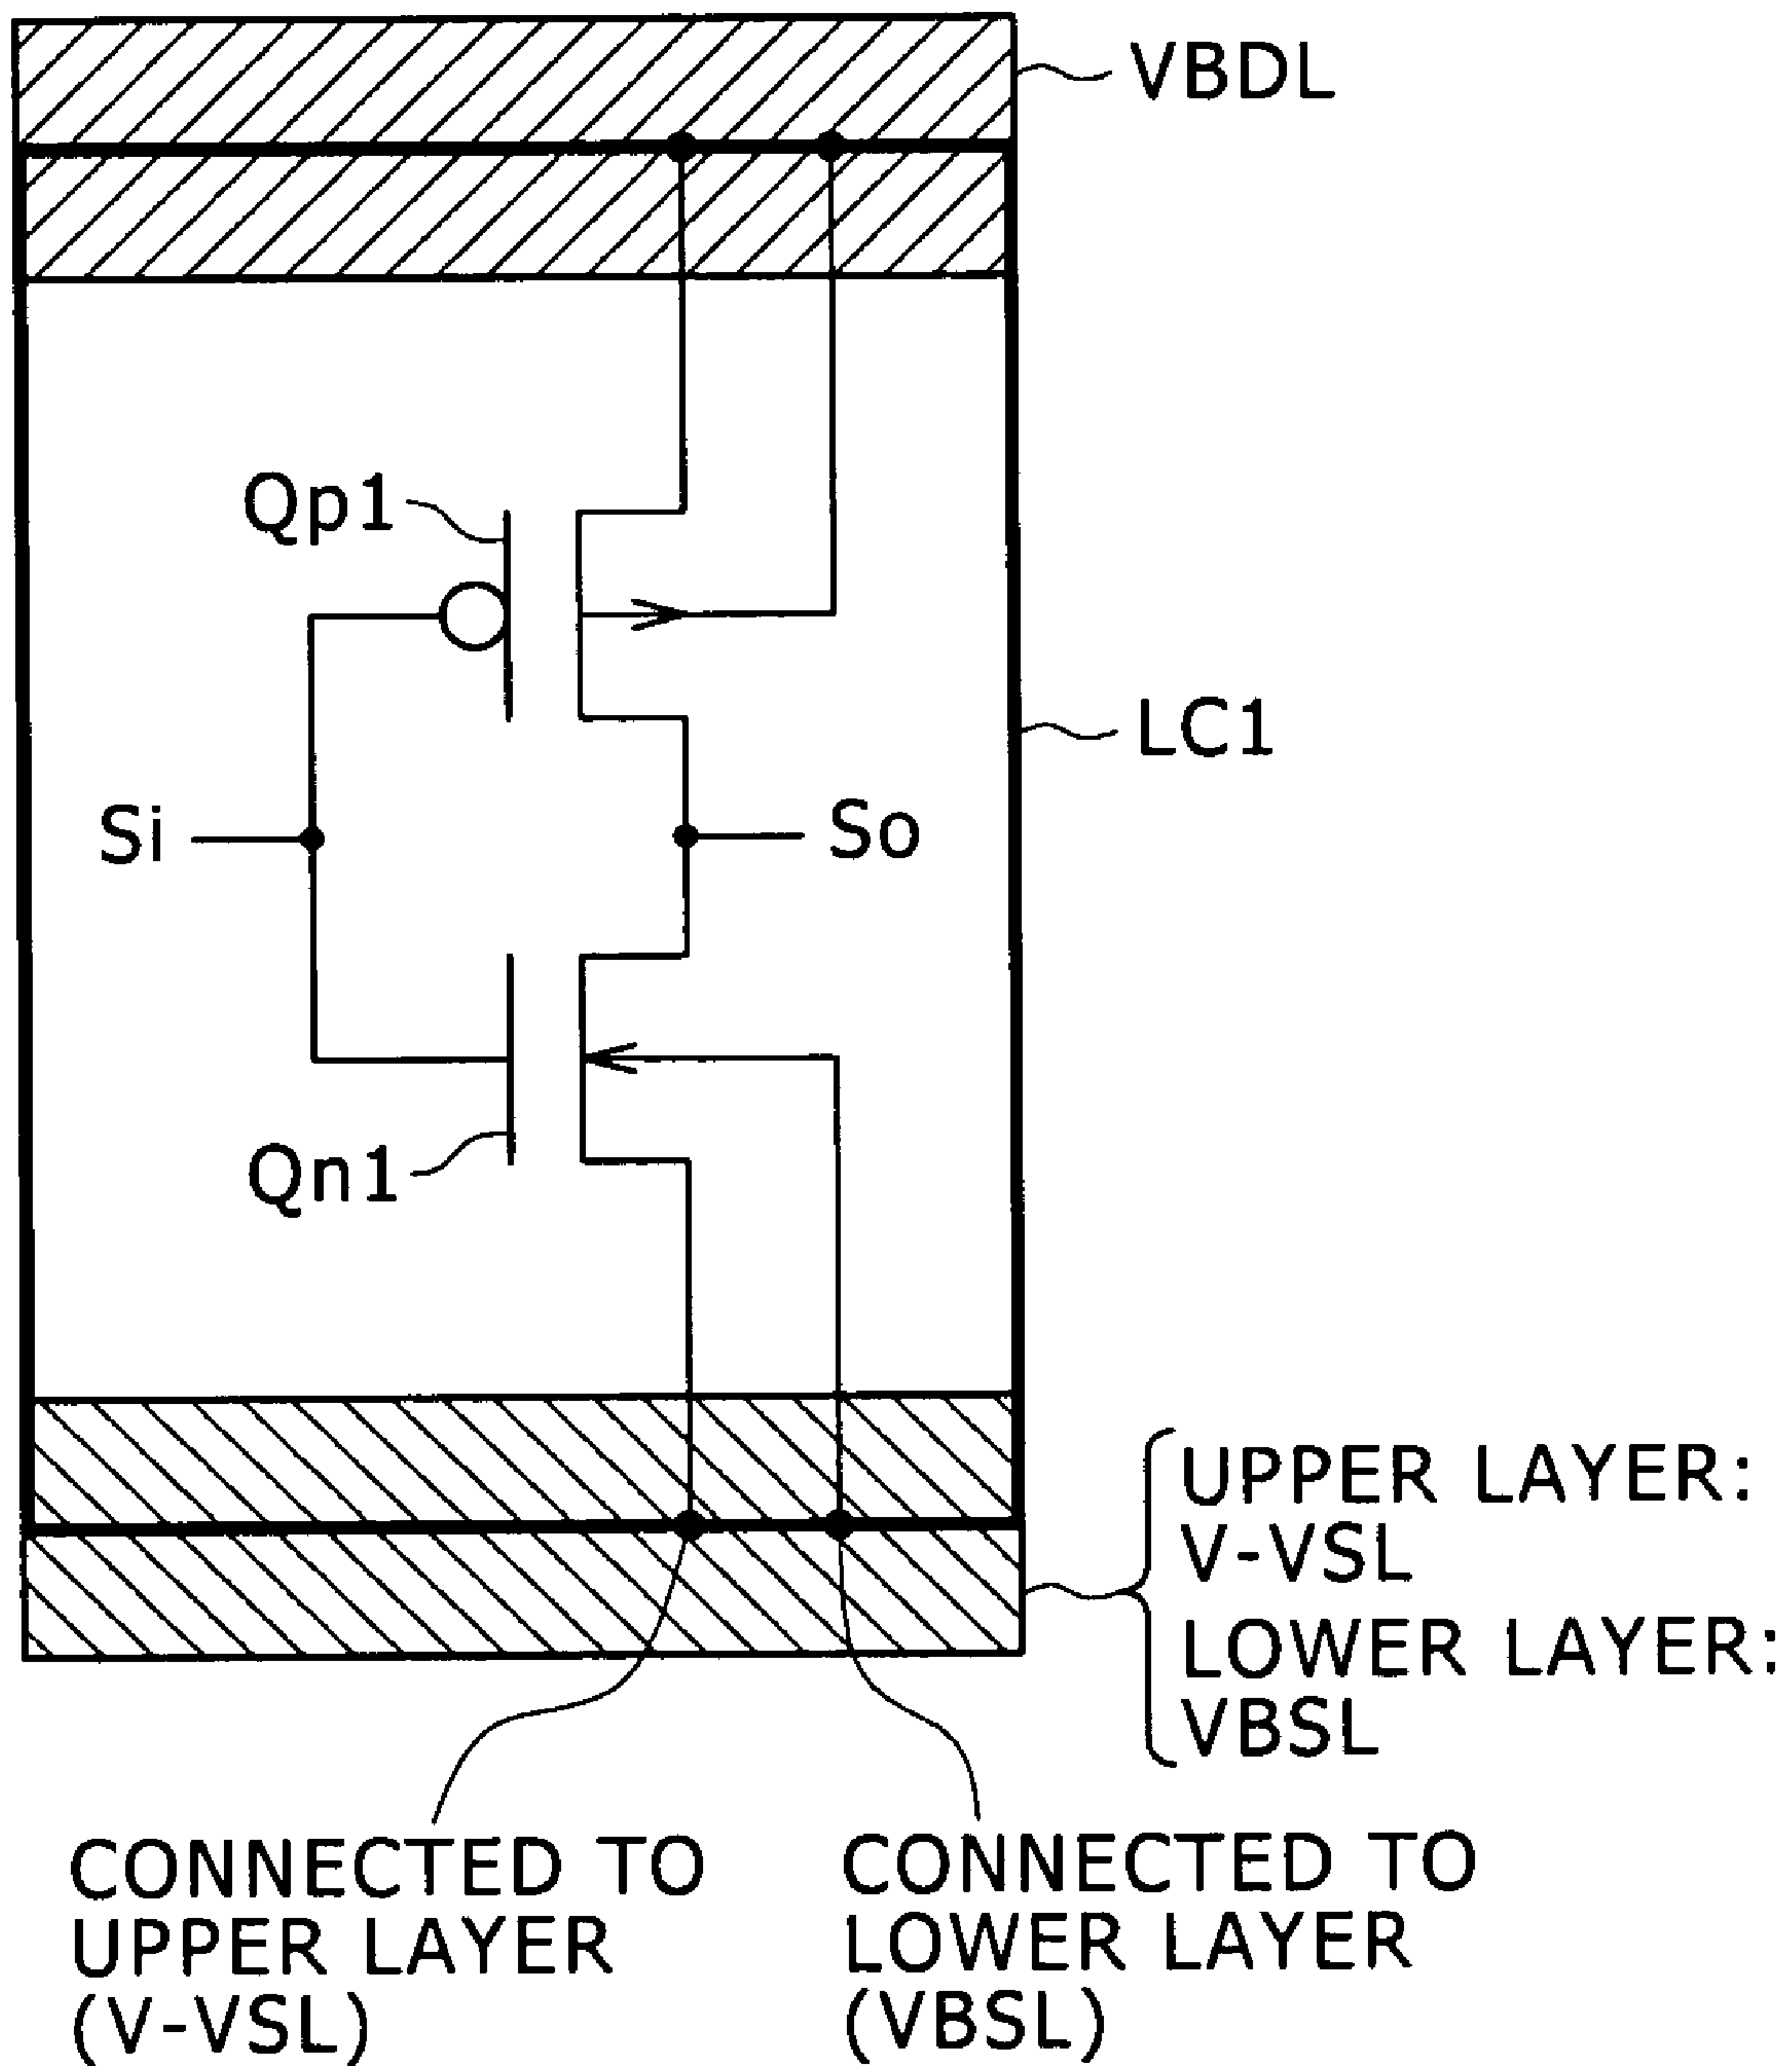 VBDL
Qp1
LC1
Si
So
Qn1
UPPER LAYER:
V-VSL
LOWER LAYER:
VBSL
CONNECTED TO
UPPER LAYER
(V-VSL)
CONNECTED TO
LOWER LAYER
(VBSL)